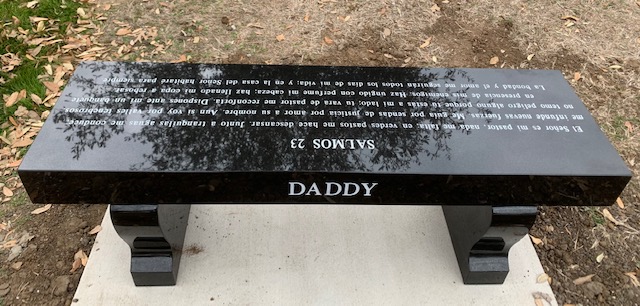 SALMOS 23
El Señor es mi pastor, nada me falta; en verdes pastos me hace descansar. Junto a tranquilas aguas me conduce;
me infunde nuevas fuerzas. Me guía por sendas de justicia por amor a su nombre. Aun si voy por valles tenebrosos,
no temo peligro alguno porque tú estás a mi lado; tu vara de pastor me reconforta. Dispones ante mí un banquete
en presencia de mis enemigos. Has ungido con perfume mi cabeza; has llenado mi copa a rebosar.
La bondad y el amor me seguirán todos los días de mi vida; y en la casa del Señor habitaré para siempre.
DADDY